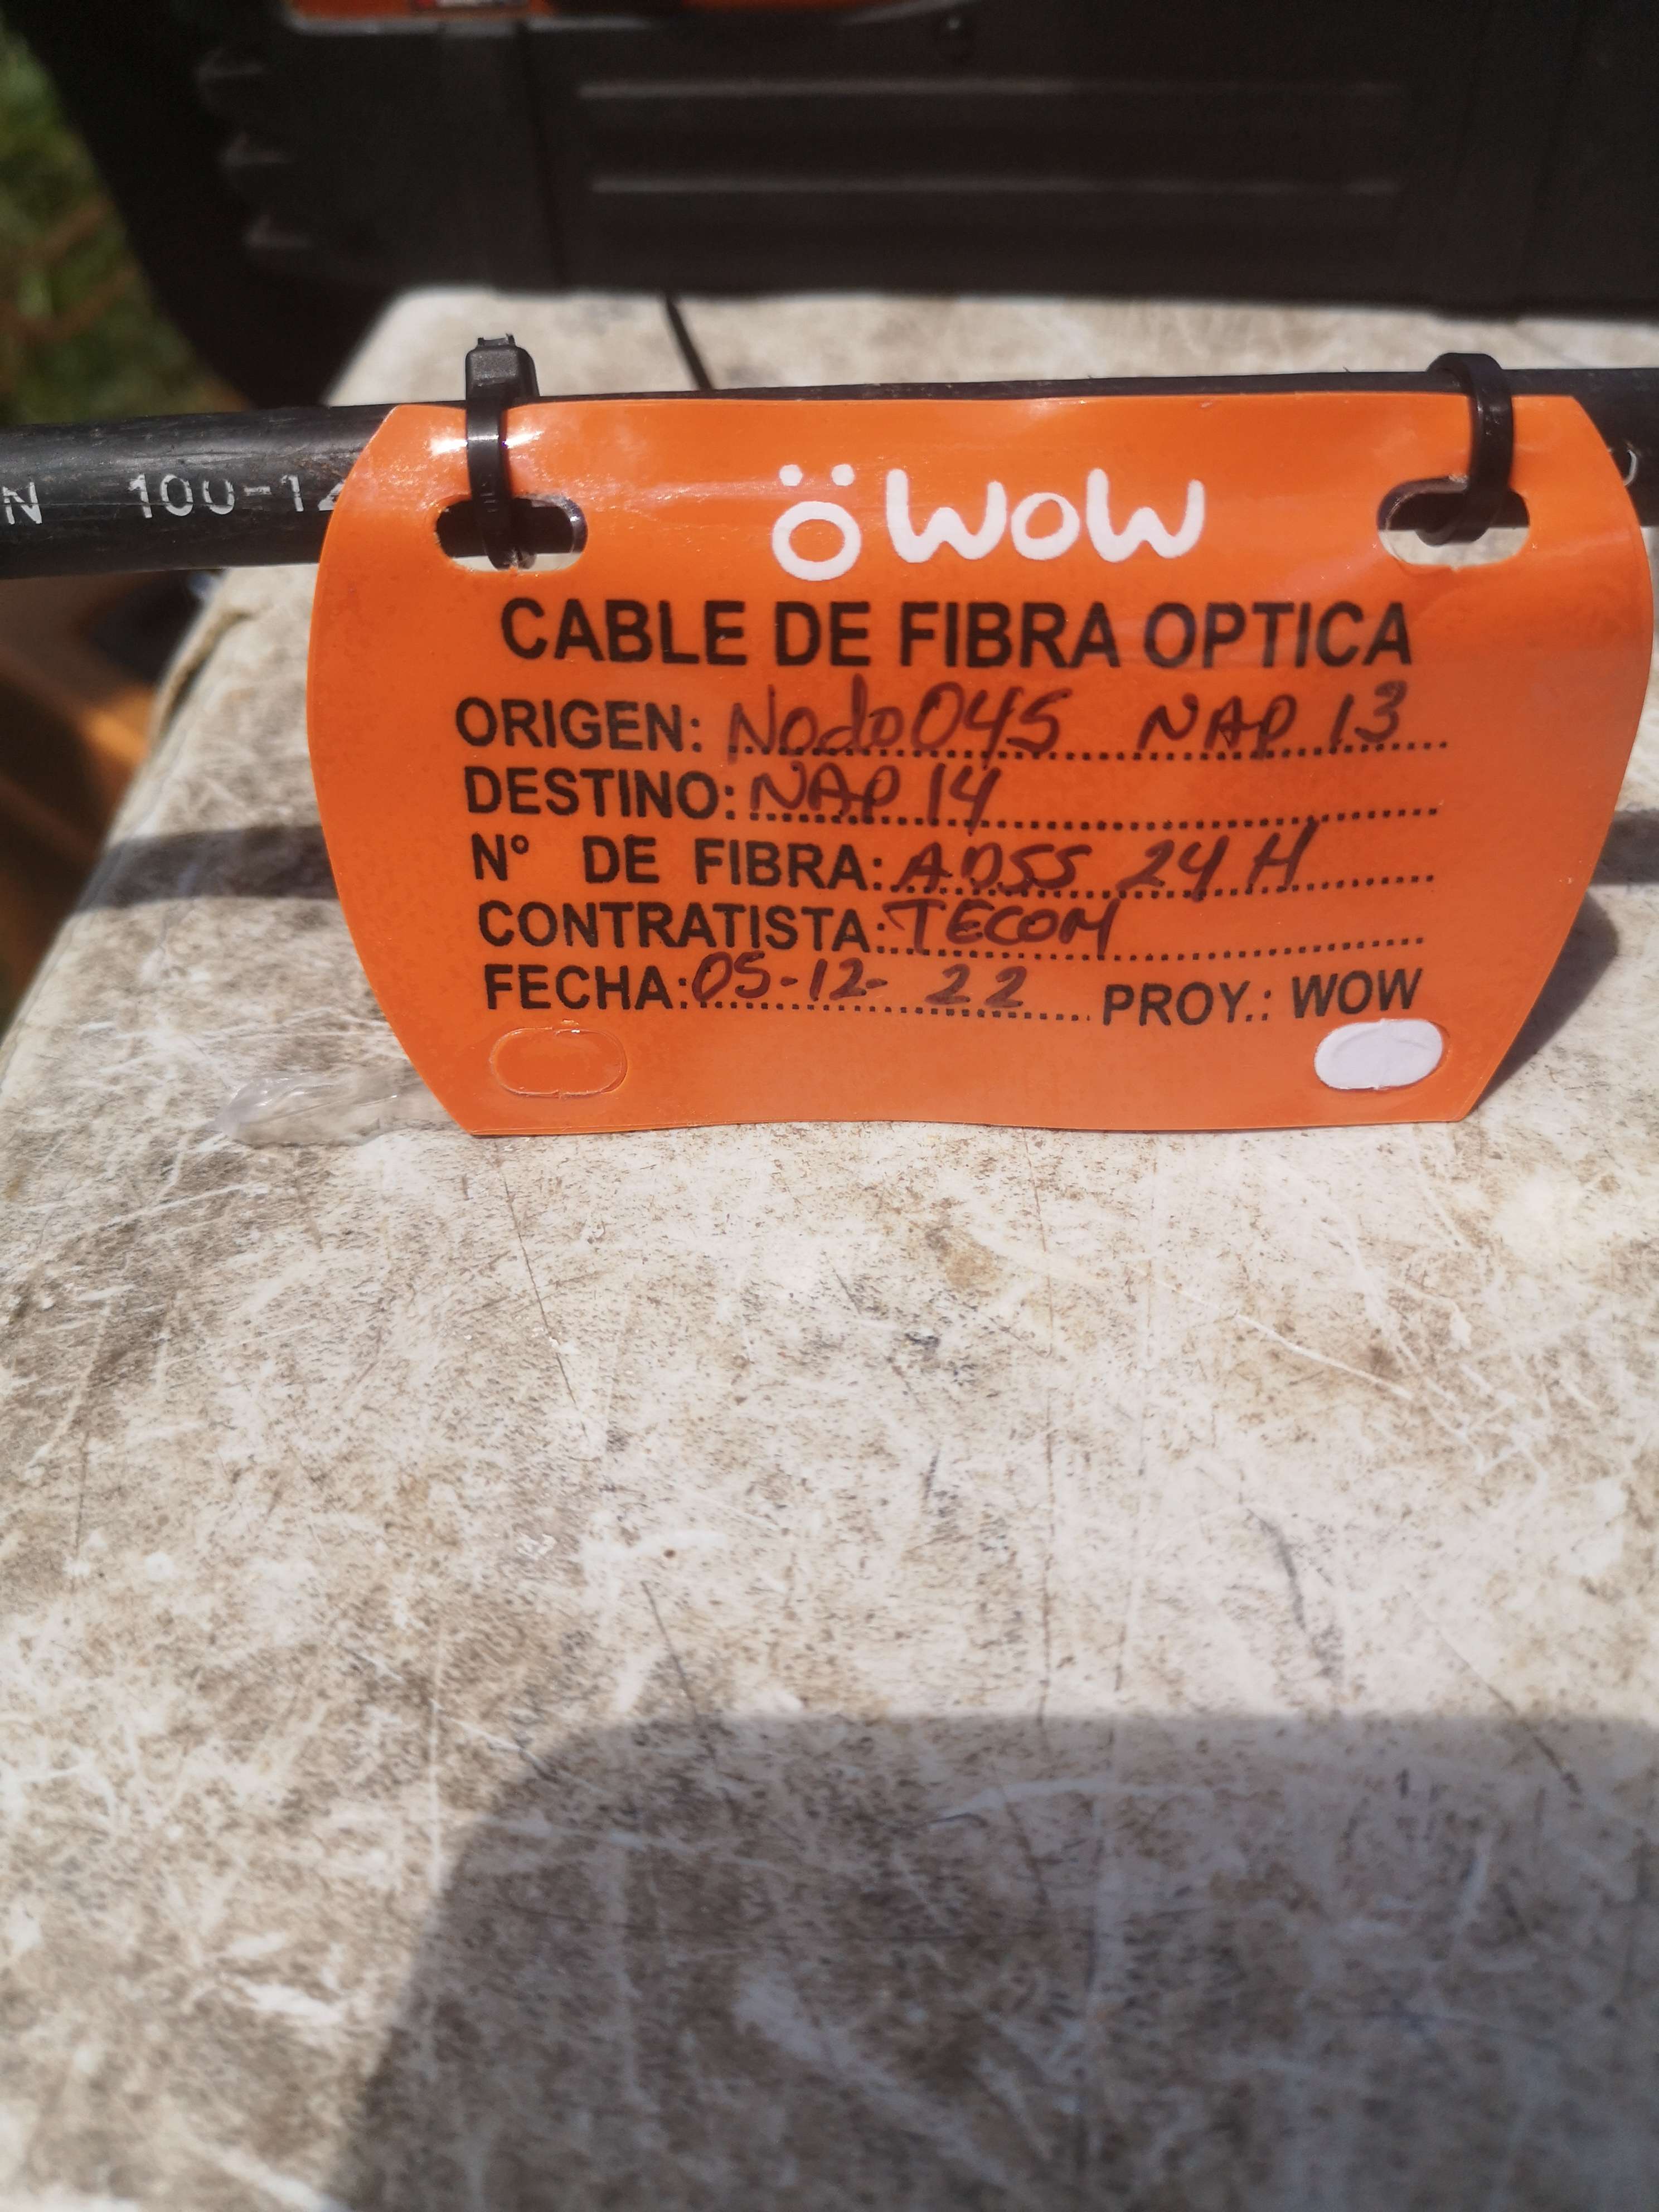 N 100-12
ö wow
CABLE DE FIBRA OPTICA
ORIGEN: Nodo045 NAP 13
DESTINO: NAP 14
N° DE FIBRA: ADSS 24 H
CONTRATISTA: TECOM
FECHA: 05-12-22 PROY.: WOW